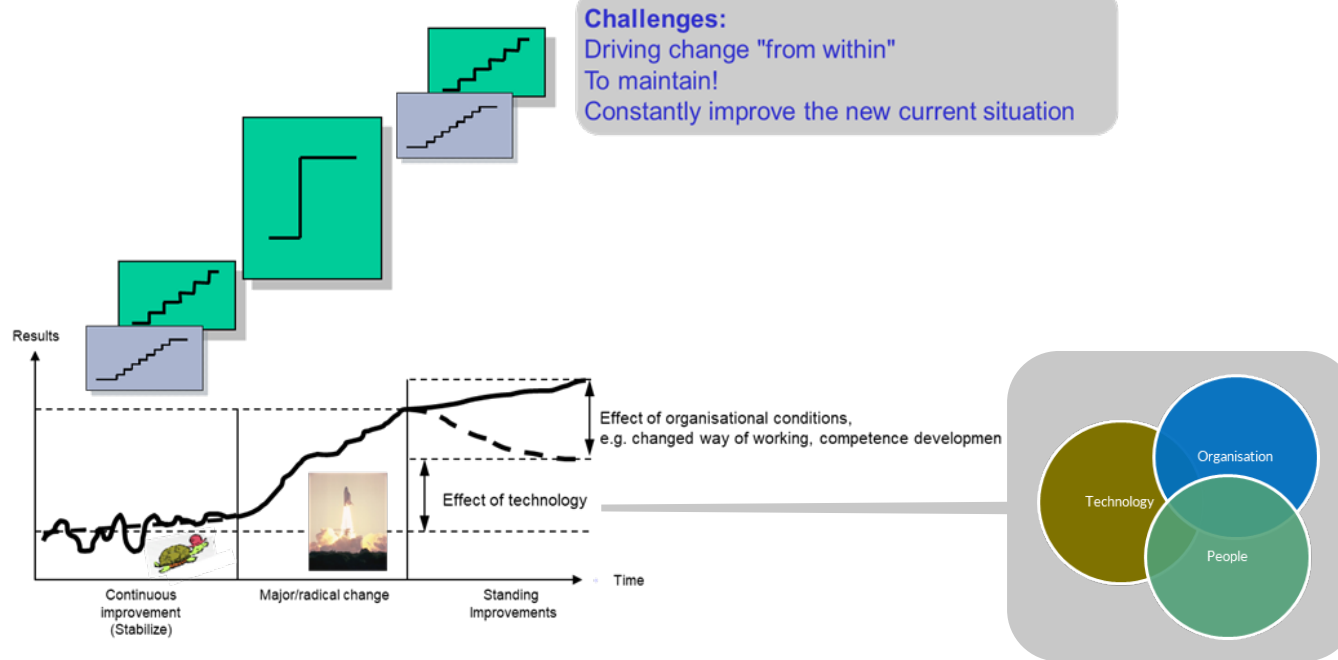 Challenges:
Driving change "from within"
To maintain!
Constantly improve the new current situation
Results
Effect of organisational conditions,
e.g. changed way of working, competence developmen
Effect of technology
Time
Continuous
improvement
(Stabilize)
Major/radical change
Standing
Improvements
Technology
Organisation
People